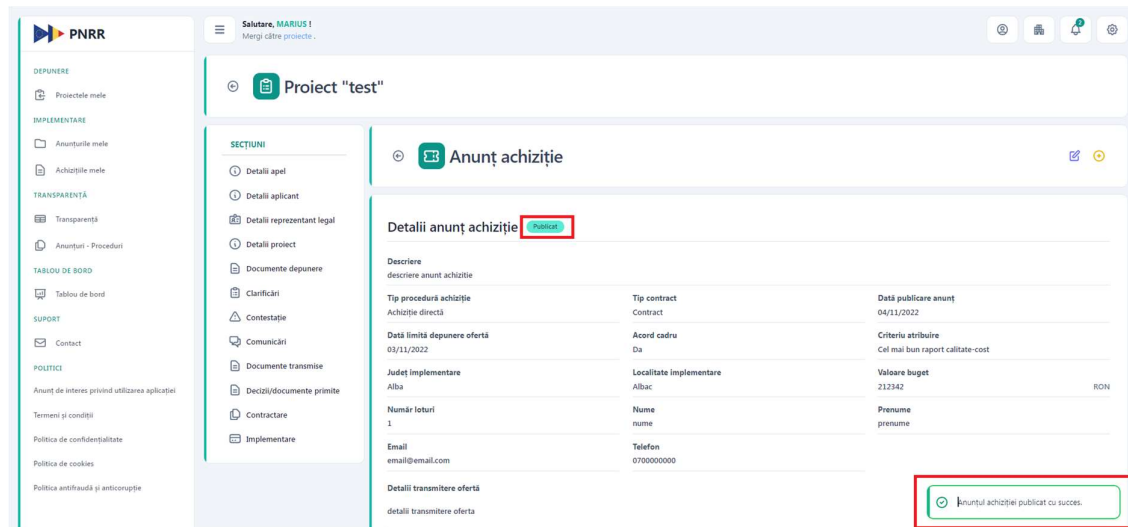 PNRR
Salutare, MARIUS !
Mergi către proiecte .
2
DEPUNERE
Proiectele mele
IMPLEMENTARE
Anunțurile mele
Achizițiile mele
TRANSPARENȚĂ
Transparență
Anunțuri - Proceduri
TABLOU DE BORD
Tablou de bord
SUPORT
Contact
POLITICI
Anunț de interes privind utilizarea aplicației
Termeni și condiții
Politica de confidențialitate
Politica de cookies
Politica antifraudă și anticorupție
Proiect "test"
SECȚIUNI
Detalii apel
Detalii aplicant
Detalii reprezentant legal
Detalii proiect
Documente depunere
Clarificări
Contestație
Comunicări
Documente transmise
Decizii/documente primite
Contractare
Implementare
Anunț achiziție
Detalii anunț achiziție Publicat
Descriere
descriere anunt achizitie
Tip procedură achiziție Tip contract Dată publicare anunț
Achiziție directă Contract 04/11/2022
Dată limită depunere ofertă Acord cadru Criteriu atribuire
03/11/2022 Da Cel mai bun raport calitate-cost
Județ implementare Localitate implementare Valoare buget
Alba Albac 212342 RON
Număr loturi Nume Prenume
1 nume prenume
Email Telefon
email@email.com 0700000000
Detalii transmitere ofertă
detalii transmitere oferta
Anunțul achiziției publicat cu succes.